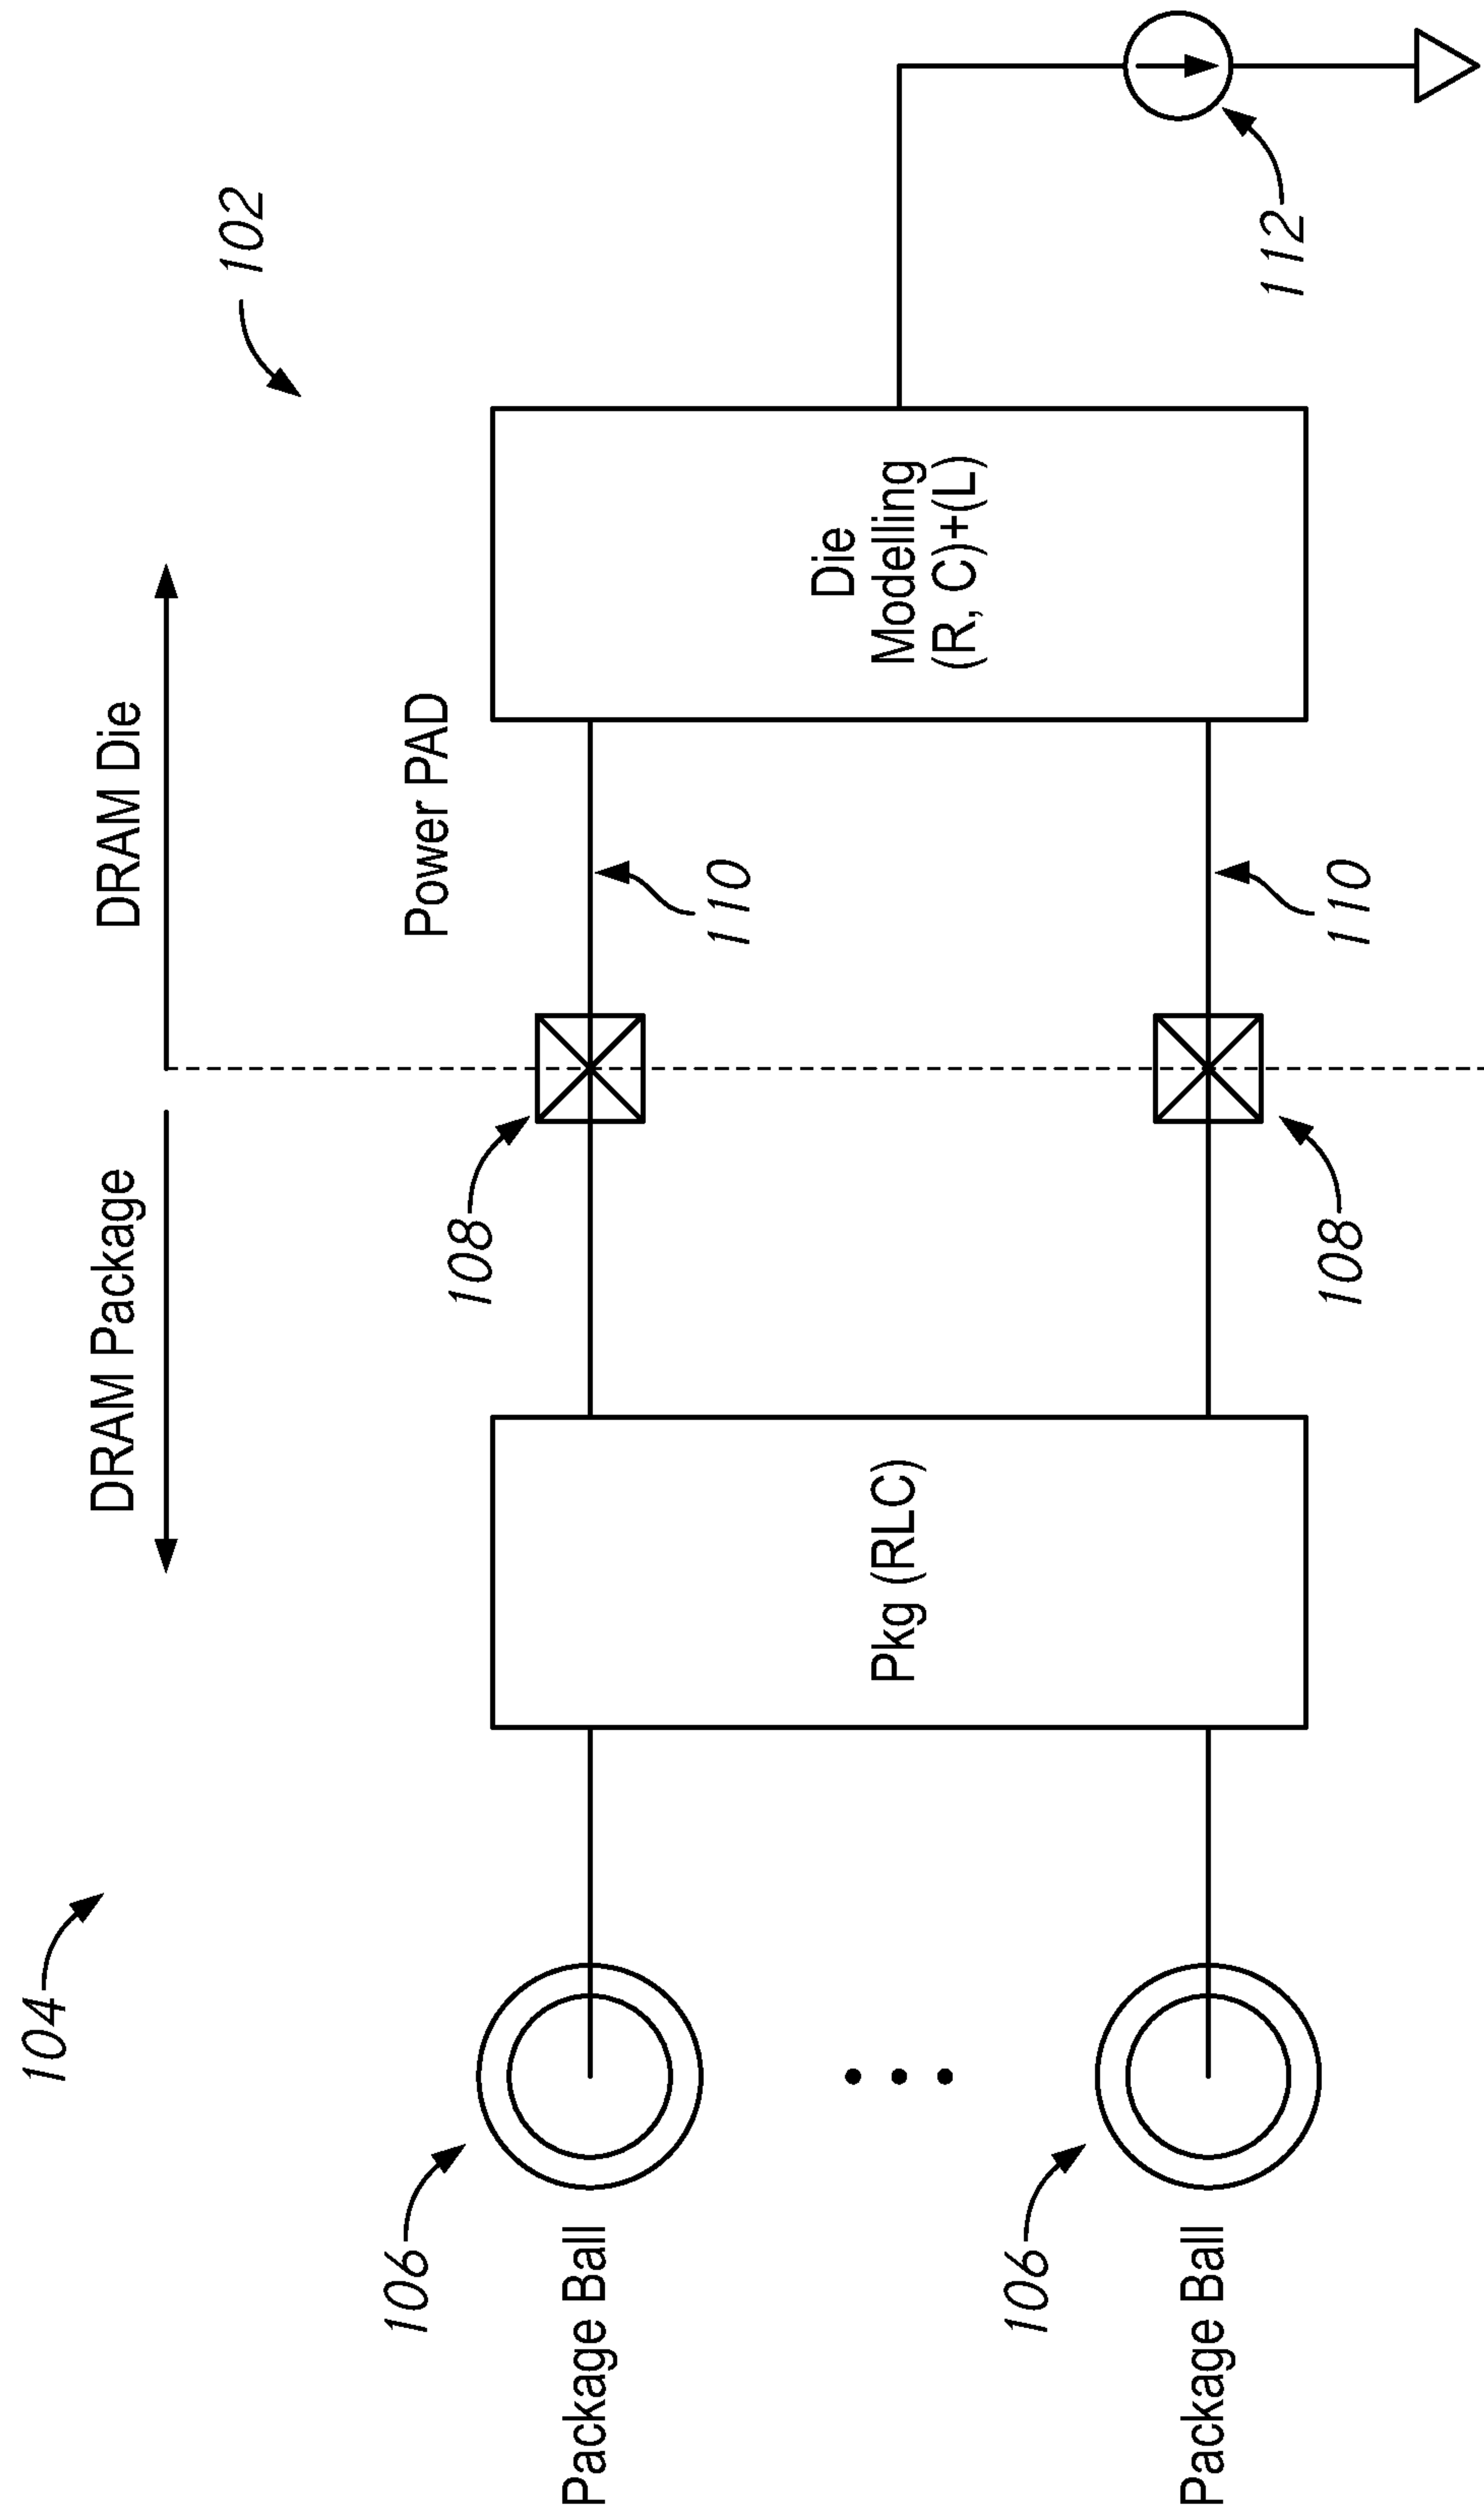 104
DRAM Package
DRAM Die
102
106
108
Power PAD
Package Ball
110
Pkg (RLC)
Die
Modelling
(R, C)+(L)
106
Package Ball
108
110
112